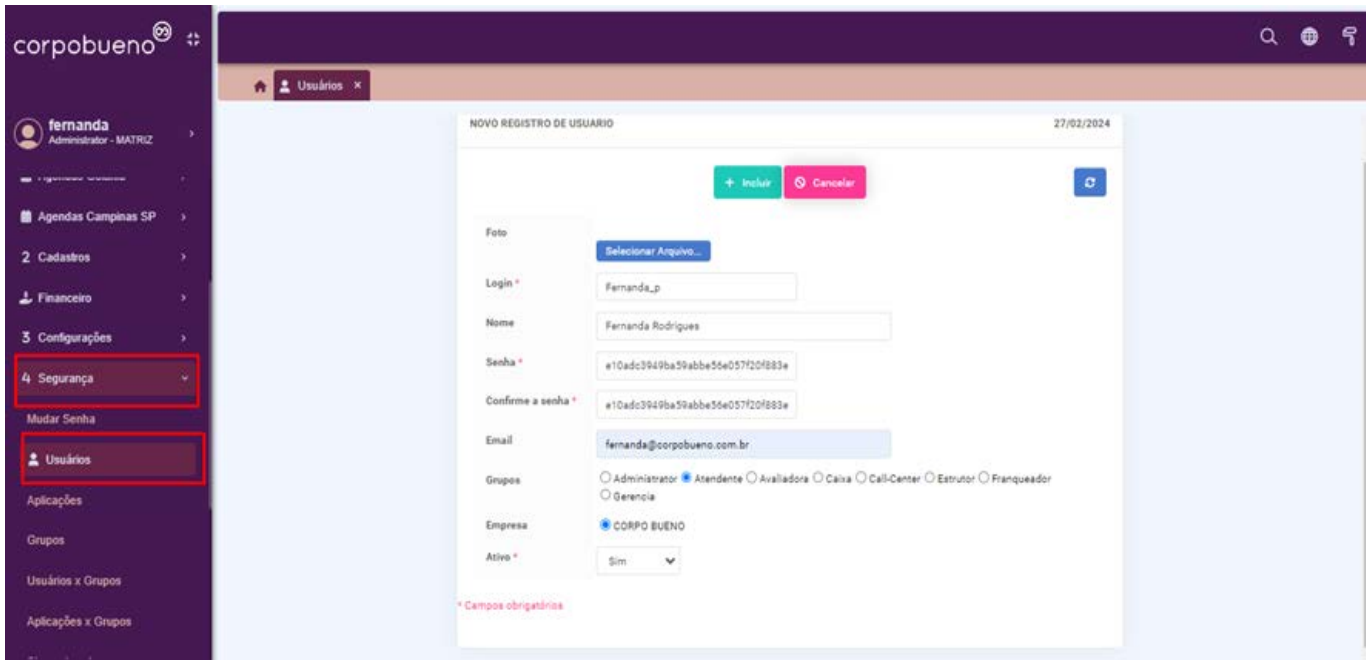 corpobueno
fernanda
Administrator - MATRIZ
Agendas Campinas SP
2 Cadastros
Financeiro
3 Configurações
4 Segurança
Mudar Senha
Usuários
Aplicações
Grupos
Usuários x Grupos
Aplicações x Grupos
Usuários ×
NOVO REGISTRO DE USUARIO 27/02/2024
+ Incluir Cancelar
Foto
Selecionar Arquivo...
Login * Fernanda_p
Nome Fernanda Rodrigues
Senha * e10adc3949ba59abbe56e057f20f883e
Confirme a senha * e10adc3949ba59abbe56e057f20f883e
Email fernanda@corpobueno.com.br
Grupos Administrator Atendente Avaliadora Caixa Call-Center Estrutor Franqueador
Gerencia
Empresa CORPO BUENO
Ativo * Sim
* Campos obrigatórios